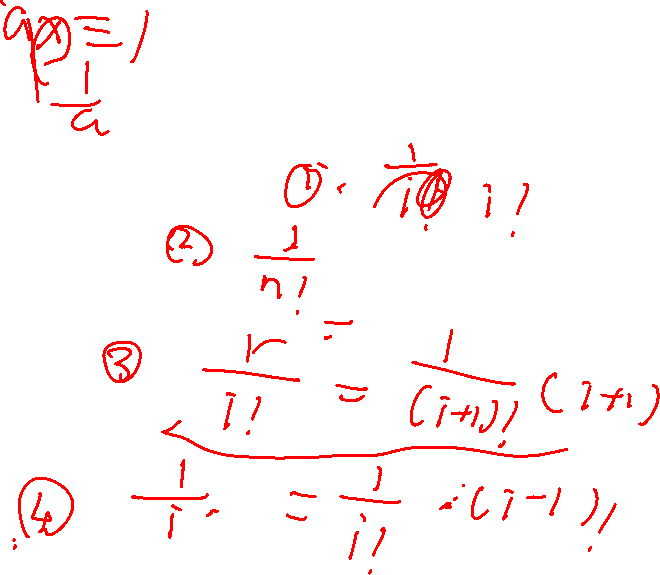 a(x) ≡ 1
1/a
① i!
② 1/n!
③ 1/i! = 1/(i+1)! (i+1)
④ 1/i = 1/i! · (i-1)!